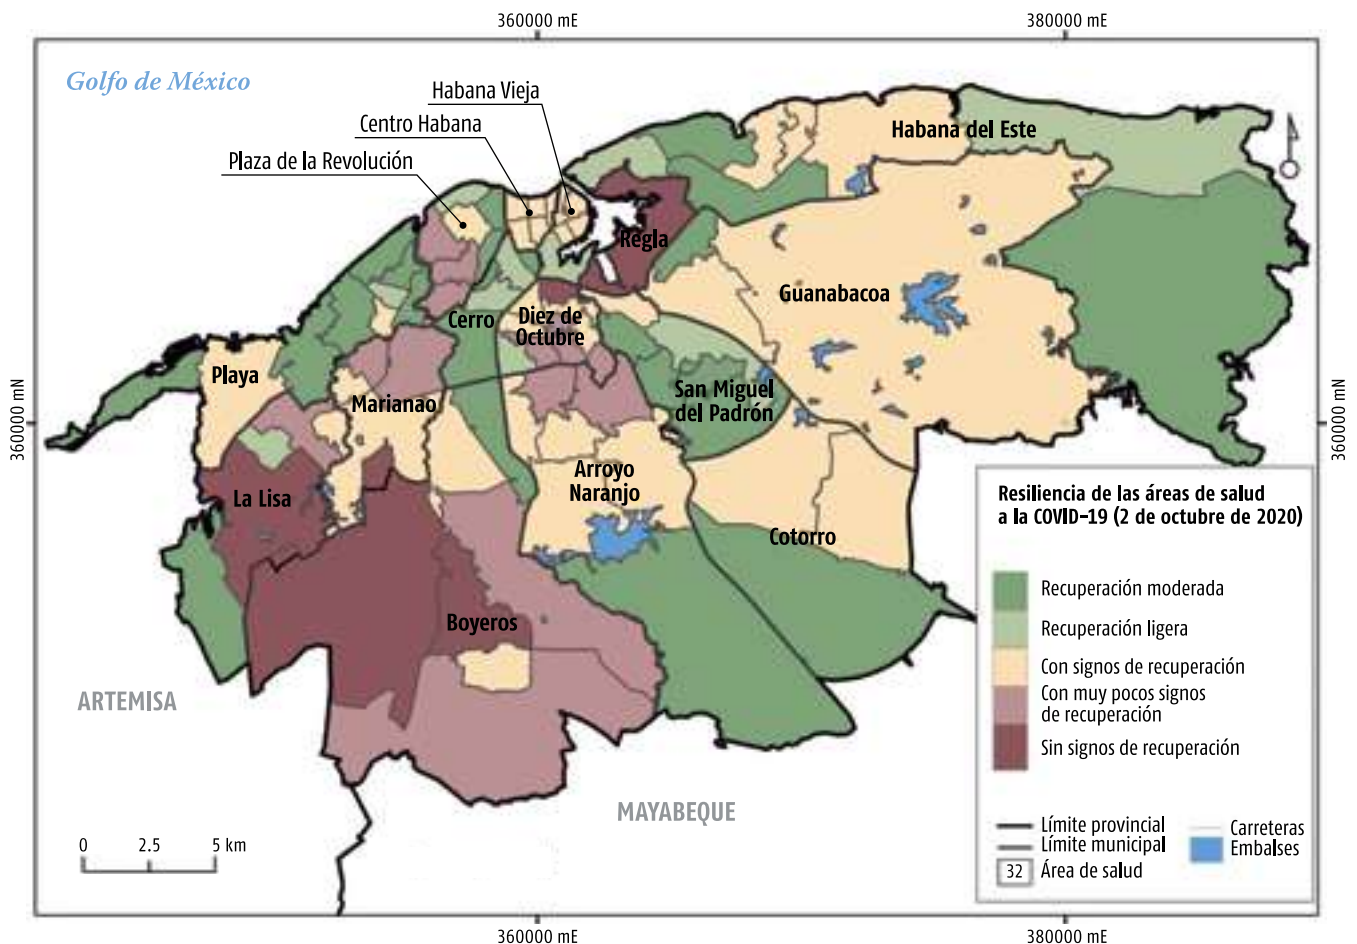 360000 mE
380000 mE
Golfo de México
Habana Vieja
Centro Habana
Plaza de la Revolución
Habana del Este
Regla
Guanabacoa
Cerro
Diez de
Octubre
Playa
Marianao
San Miguel
del Padrón
360000 mN
360000 mN
La Lisa
Arroyo
Naranjo
Cotorro
Boyeros
ARTEMISA
MAYABEQUE
0 2.5 5 km
Resiliencia de las áreas de salud
a la COVID-19 (2 de octubre de 2020)
Recuperación moderada
Recuperación ligera
Con signos de recuperación
Con muy pocos signos
de recuperación
Sin signos de recuperación
Límite provincial
Límite municipal
32 Área de salud
Carreteras
Embalses
360000 mE
380000 mE